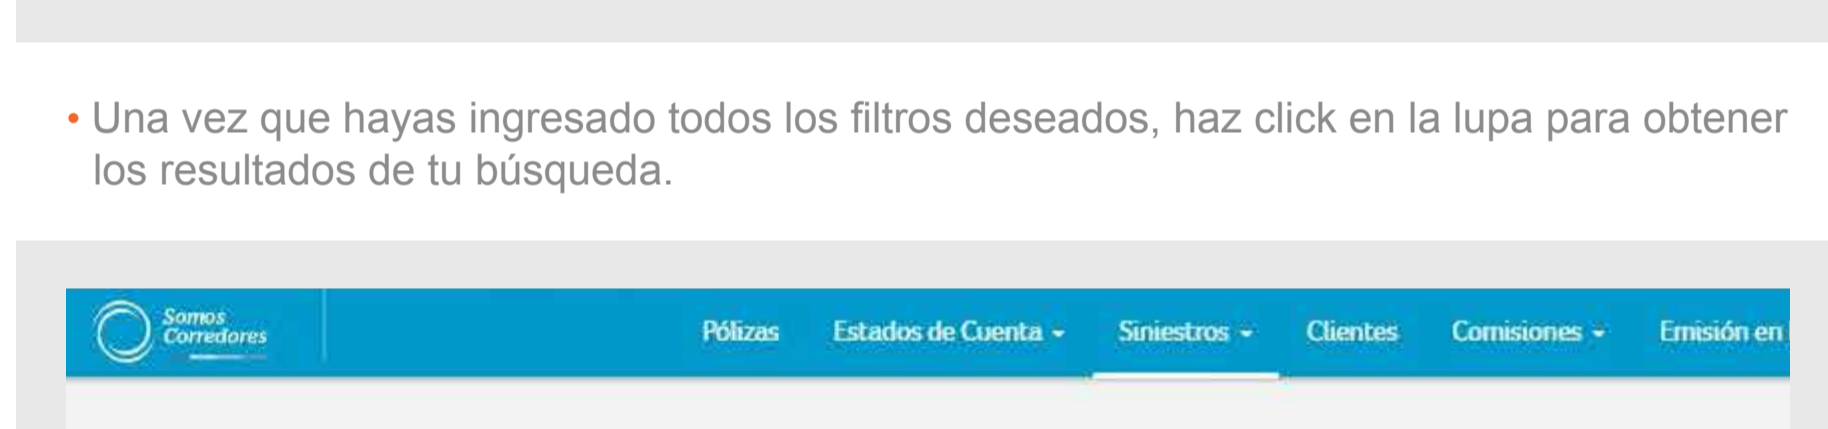 • Una vez que hayas ingresado todos los filtros deseados, haz click en la lupa para obtener
los resultados de tu búsqueda.
Somos
Corredores
Pólizas Estados de Cuenta Siniestros Clientes Comisiones Emisión en